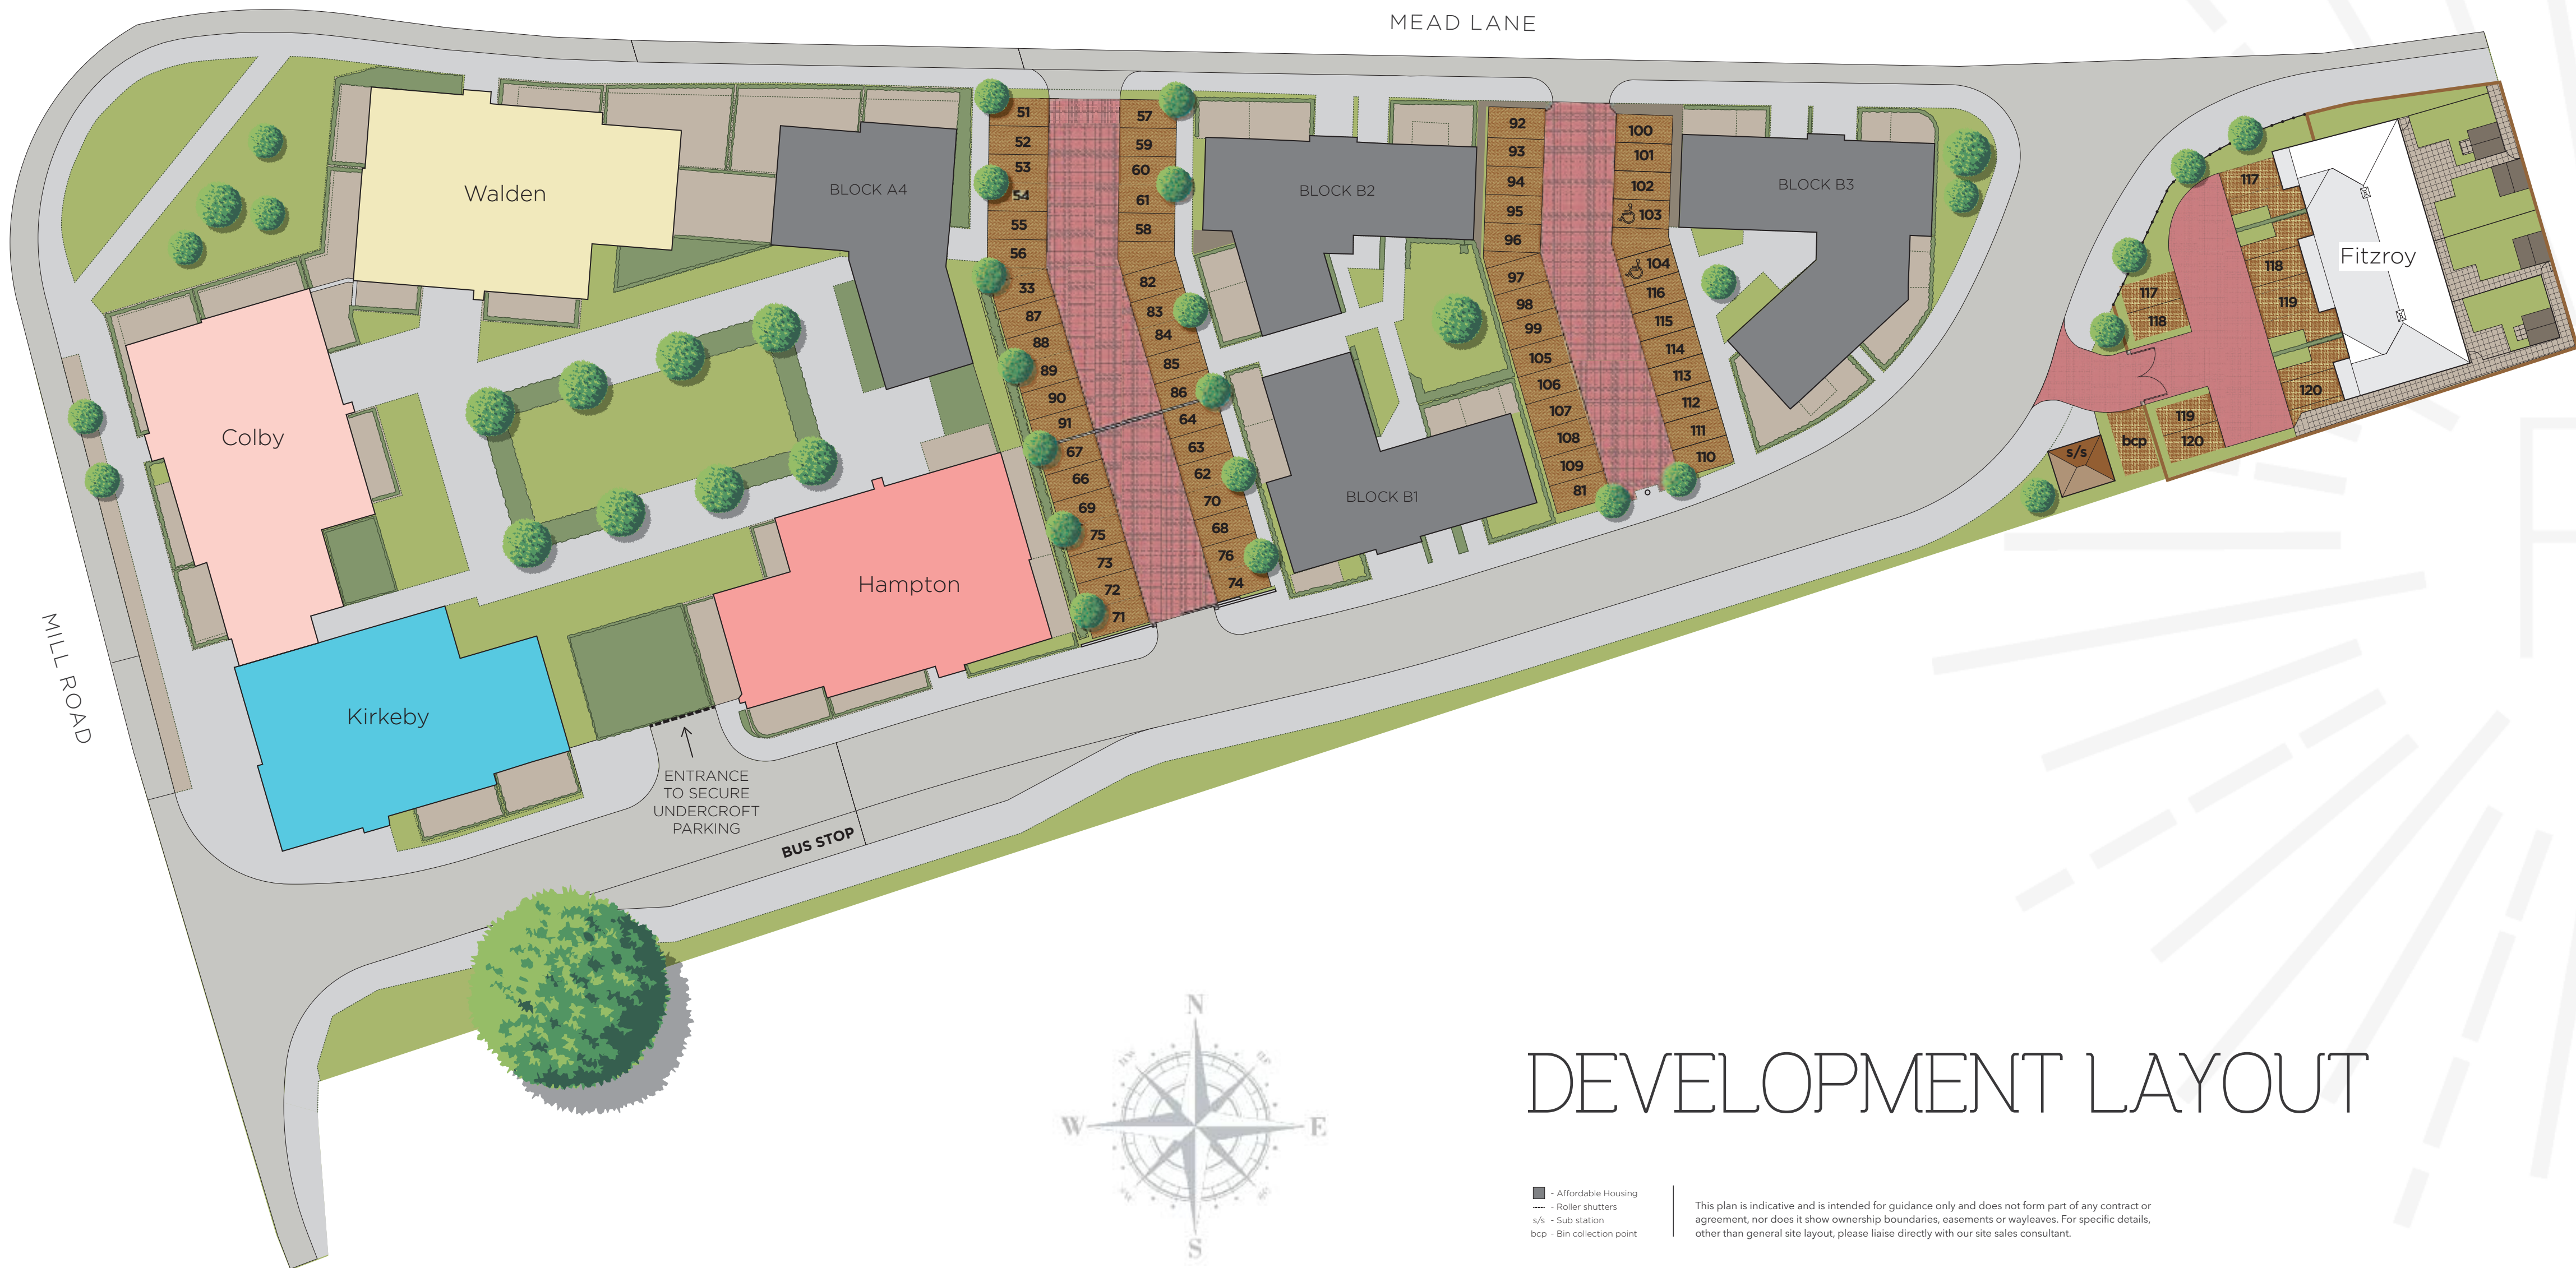 MEAD LANE
Walden
BLOCK A4
51
52
53
54
55
56
33
87
88
89
90
91
67
66
69
75
73
72
71
57
59
60
61
58
82
83
84
85
86
64
63
62
70
68
76
74
BLOCK B2
BLOCK B1
92
93
94
95
96
97
98
99
105
106
107
108
109
81
100
101
102
103
104
116
115
114
113
112
111
110
BLOCK B3
117
118
119
120
117
118
119
120
bcp
s/s
Fitzroy
Colby
Hampton
Kirkeby
MILL ROAD
ENTRANCE
TO SECURE
UNDERCROFT
PARKING
BUS STOP
N
W
E
S
DEVELOPMENT LAYOUT
- Affordable Housing
- Roller shutters
s/s - Sub station
bcp - Bin collection point
This plan is indicative and is intended for guidance only and does not form part of any contract or
agreement, nor does it show ownership boundaries, easements or wayleaves. For specific details,
other than general site layout, please liaise directly with our site sales consultant.